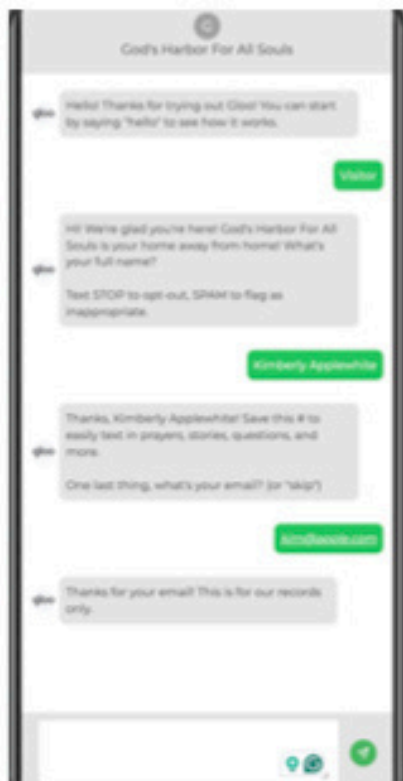 G
God's Harbor For All Souls
gloo
Hello! Thanks for trying out Gloo! You can start
by saying "hello" to see how it works.
Visitor
gloo
Hi! We're glad you're here! God's Harbor For All
Souls is your home away from home! What's
your full name?
Text STOP to opt-out, SPAM to flag as
inappropriate.
Kimberly Applewhite
gloo
Thanks, Kimberly Applewhite! Save this # to
easily text in prayers, stories, questions, and
more.
One last thing, what's your email? (or "skip")
gloo
Thanks for your email! This is for our records
only.